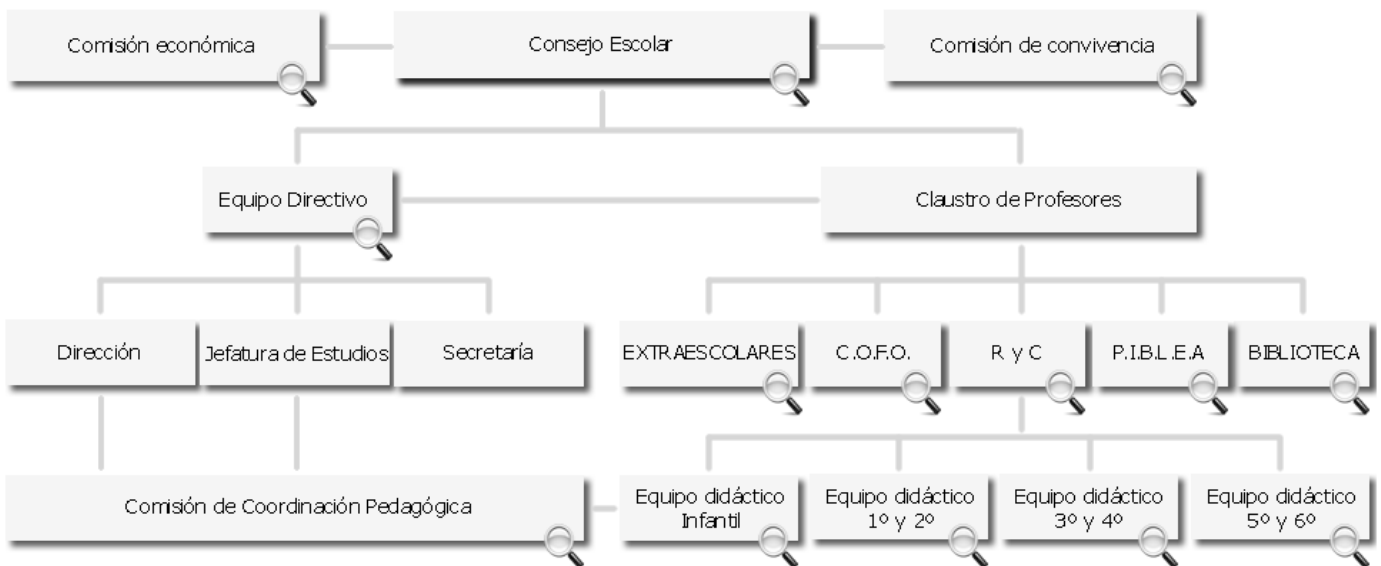 Comisión económica
Consejo Escolar
Comisión de convivencia
Equipo Directivo
Claustro de Profesores
Dirección
Jefatura de Estudios
Secretaría
EXTRAESCOLARES
C.O.F.O.
R y C
P.I.B.L.E.A
BIBLIOTECA
Comisión de Coordinación Pedagógica
Equipo didáctico
Infantil
Equipo didáctico
1º y 2º
Equipo didáctico
3º y 4º
Equipo didáctico
5º y 6º